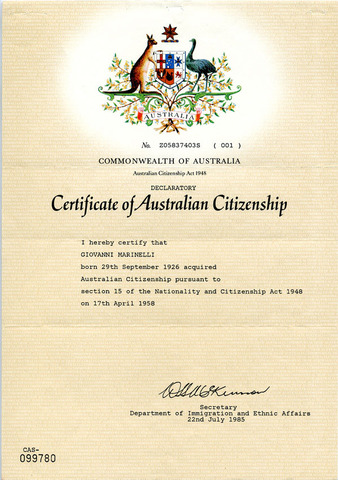 AUSTRALIA
No. Z05837403S ( 001 )
COMMONWEALTH OF AUSTRALIA
Australian Citizenship Act 1948
DECLARATORY
Certificate of Australian Citizenship
I hereby certify that
GIOVANNI MARINELLI
born 29th September 1926 acquired
Australian Citizenship pursuant to
section 15 of the Nationality and Citizenship Act 1948
on 17th April 1958
Secretary
Department of Immigration and Ethnic Affairs
22nd July 1985
CAS-
099780